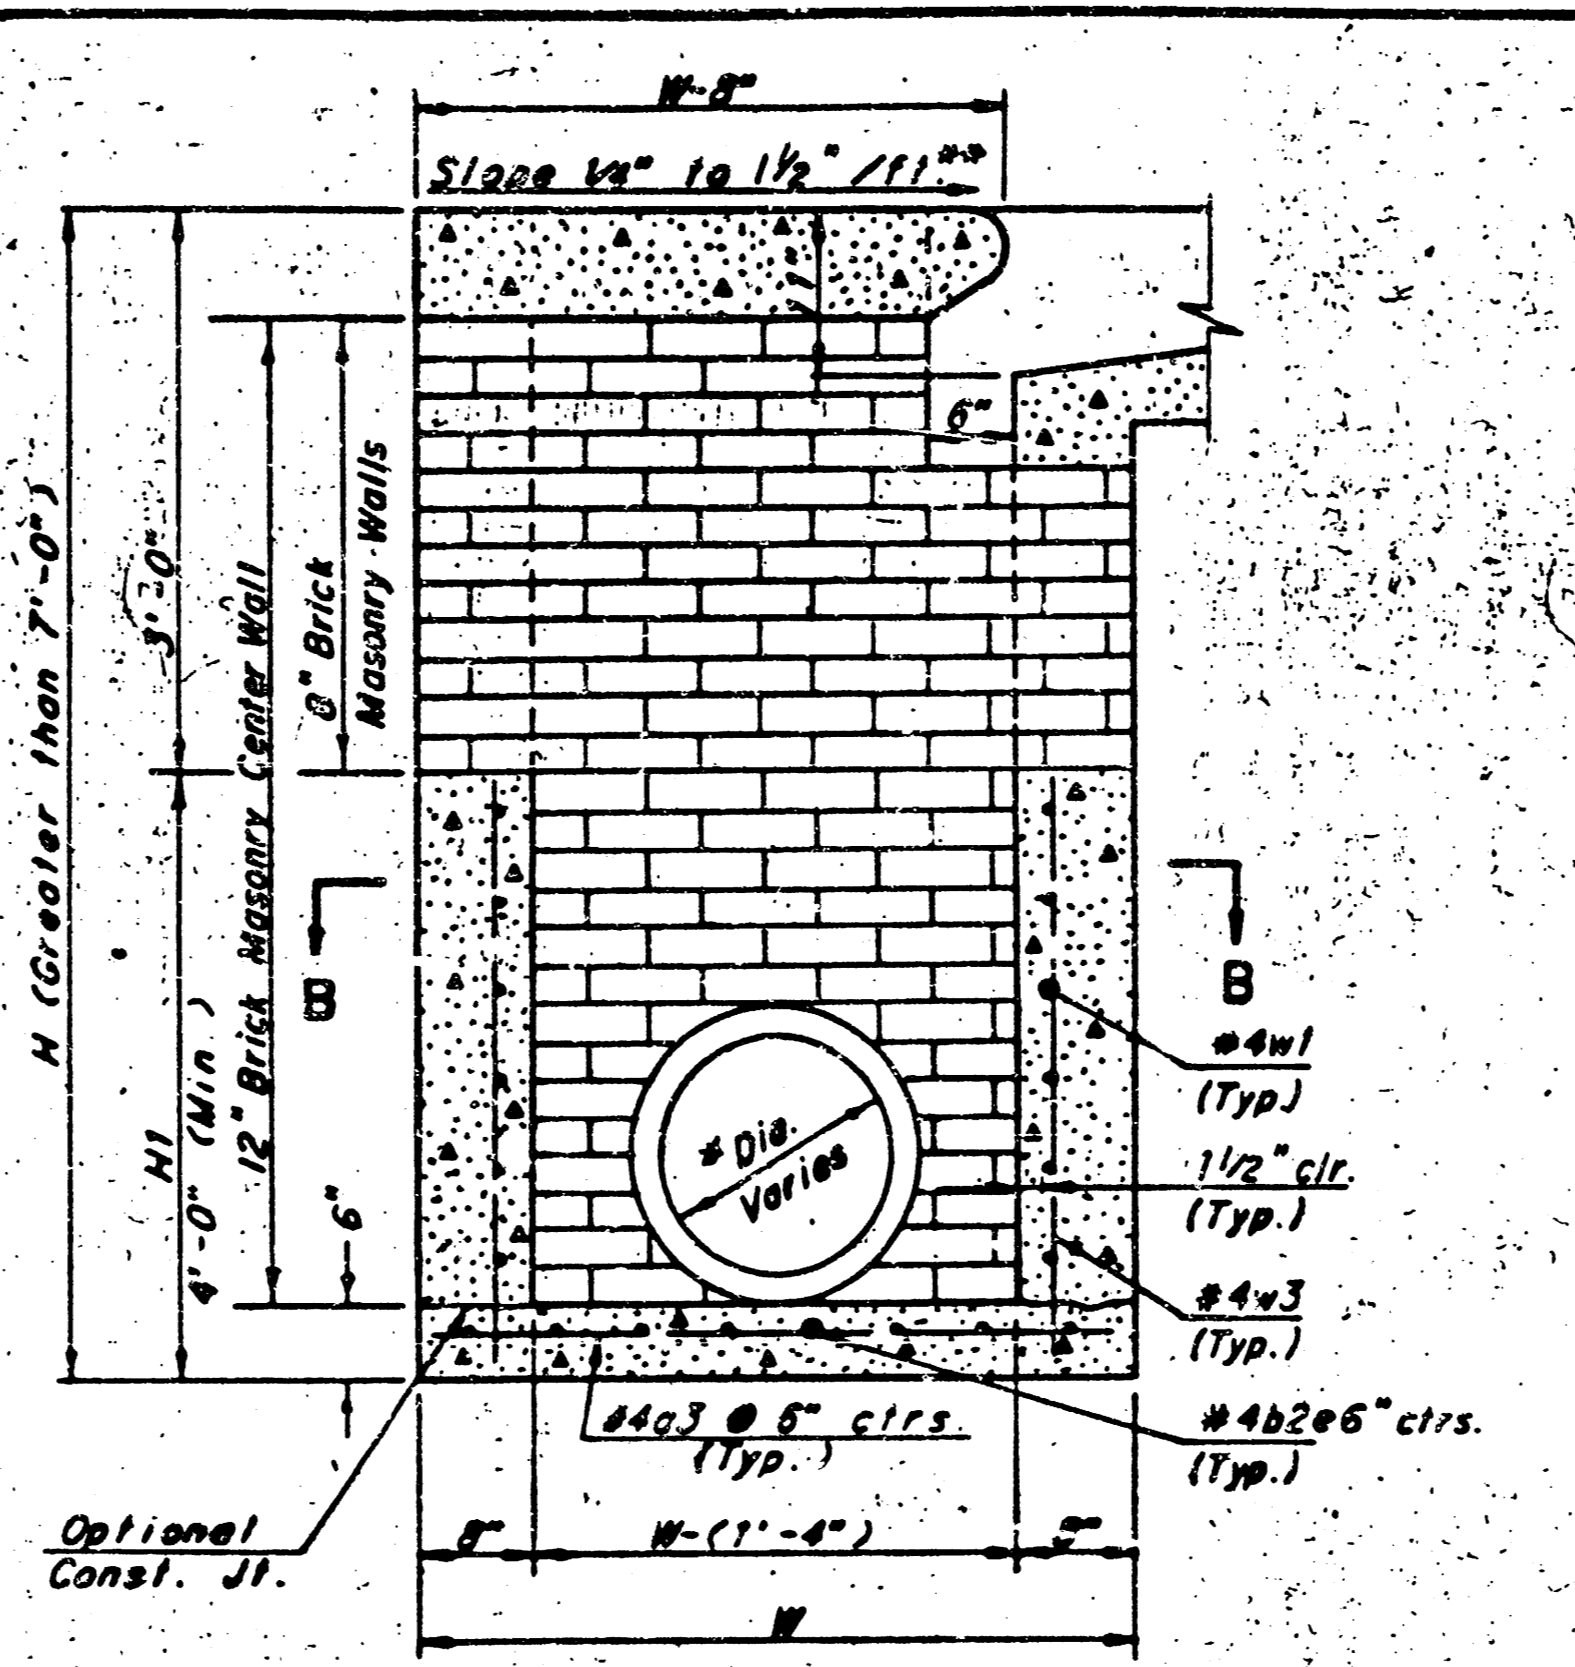 W-8"
Slope 1/4" to 1 1/2" /ft.**
11"
6"
H (Greater than 7'-0")
3'-0"
12" Brick Masonry Center Wall
8" Brick
Masonry Walls
H1
4'-0" (Min.)
6"
B
B
* Dia.
Varies
#4w1
(Typ.)
1 1/2" clr.
(Typ.)
#4w3
(Typ.)
#4a3 @ 6" ctrs.
(Typ.)
#4b2@6" ctrs.
(Typ.)
Optional
Const. Jt.
8"
W-(1'-4")
8"
W